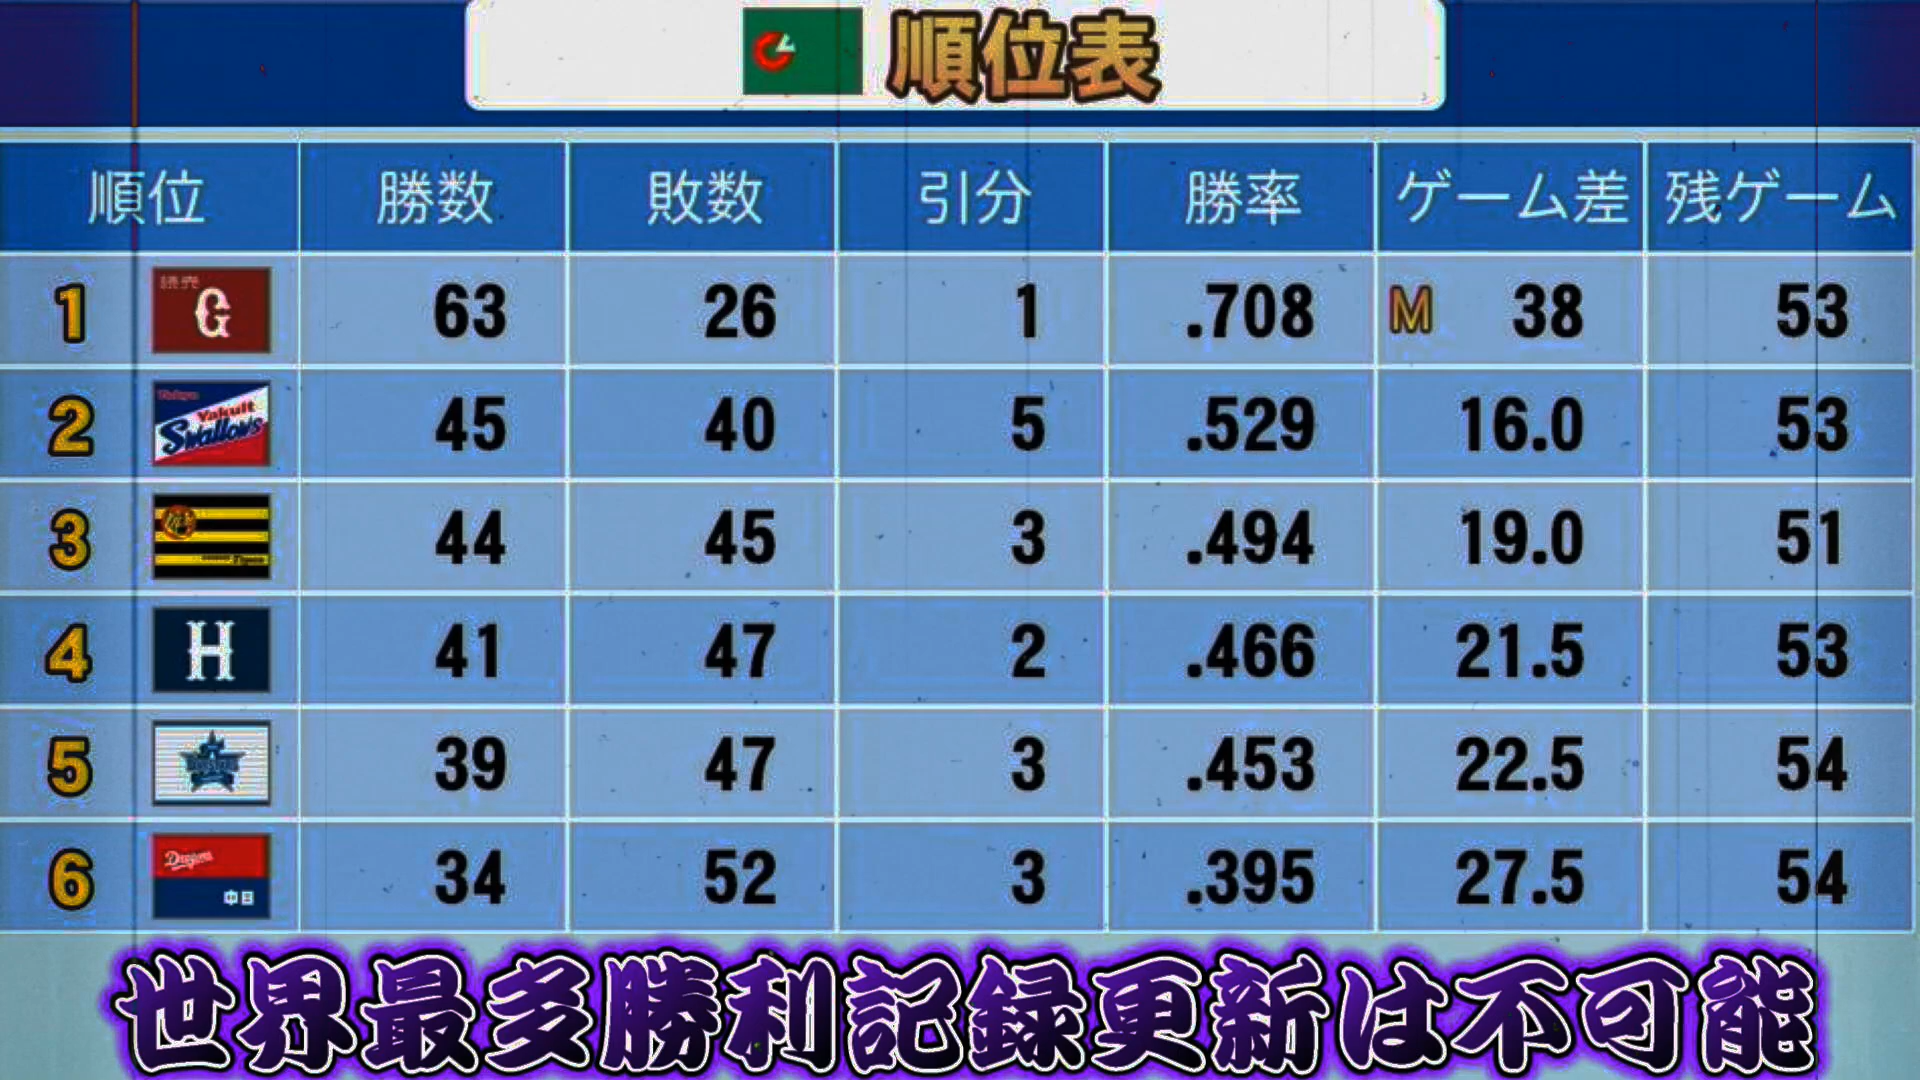 順位表
順位 勝数 敗数 引分 勝率 ゲーム差 残ゲーム
1 G 63 26 1 .708 M 38 53
2 Yakult Swallows 45 40 5 .529 16.0 53
3 44 45 3 .494 19.0 51
4 H 41 47 2 .466 21.5 53
5 39 47 3 .453 22.5 54
6 Dragons 中日 34 52 3 .395 27.5 54
世界最多勝利記録更新は不可能